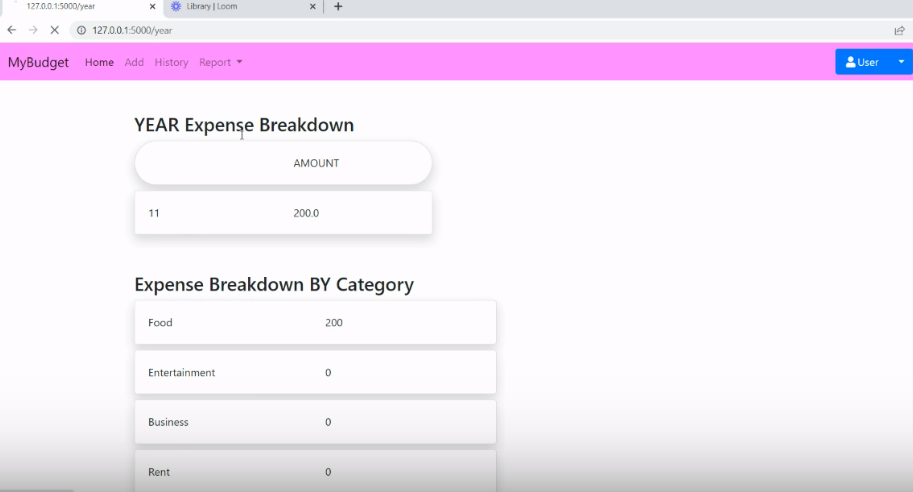 127.0.0.1:5000/year
Library | Loom
127.0.0.1:5000/year
MyBudget Home Add History Report User
YEAR Expense Breakdown
AMOUNT
11 200.0
Expense Breakdown BY Category
Food 200
Entertainment 0
Business 0
Rent 0